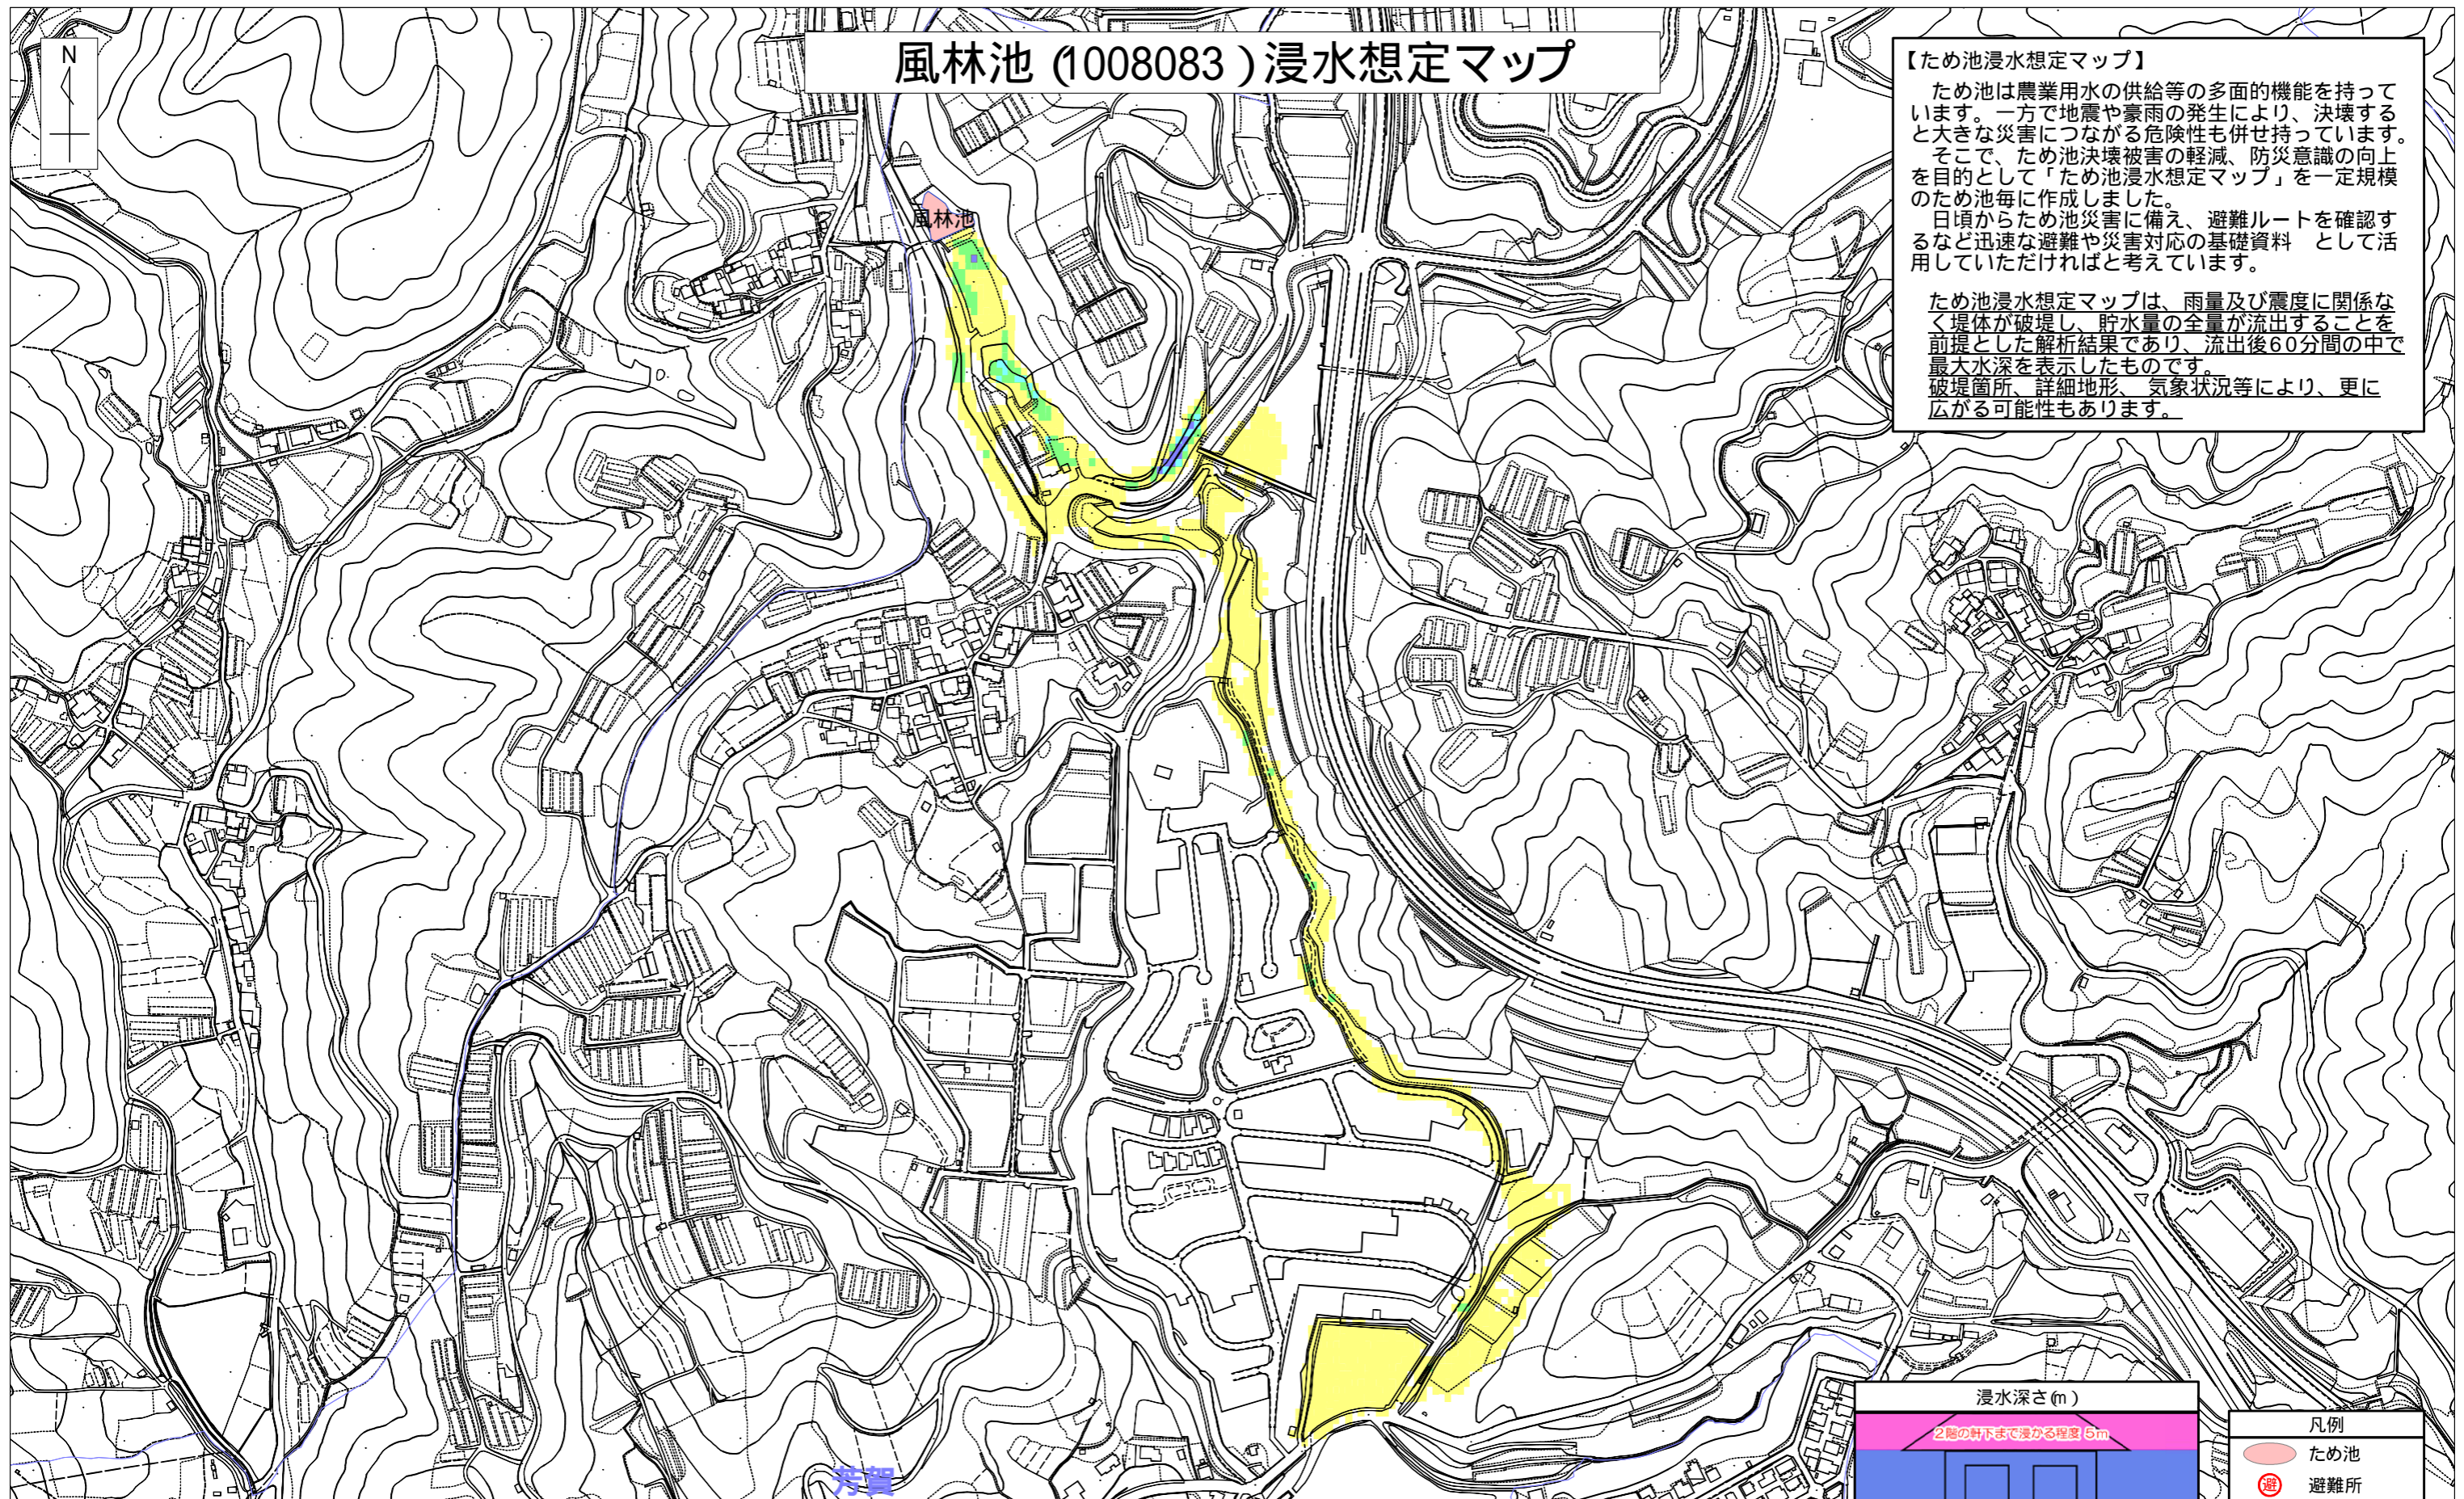 風林池 (1008083) 浸水想定マップ
N
【ため池浸水想定マップ】
ため池は農業用水の供給等の多面的機能を持って
います。一方で地震や豪雨の発生により、決壊する
と大きな災害につながる危険性も併せ持っています。
そこで、ため池決壊被害の軽減、防災意識の向上
を目的として「ため池浸水想定マップ」を一定規模
のため池毎に作成しました。
日頃からため池災害に備え、避難ルートを確認す
るなど迅速な避難や災害対応の基礎資料 として活
用していただければと考えています。
ため池浸水想定マップは、雨量及び震度に関係な
く堤体が破堤し、貯水量の全量が流出することを
前提とした解析結果であり、流出後60分間の中で
最大水深を表示したものです。
破堤箇所、詳細地形、 気象状況等により、更に
広がる可能性もあります。
風林池
芳賀
浸水深さ(m)
2階の軒下まで浸かる程度 5m
凡例
ため池
避 避難所